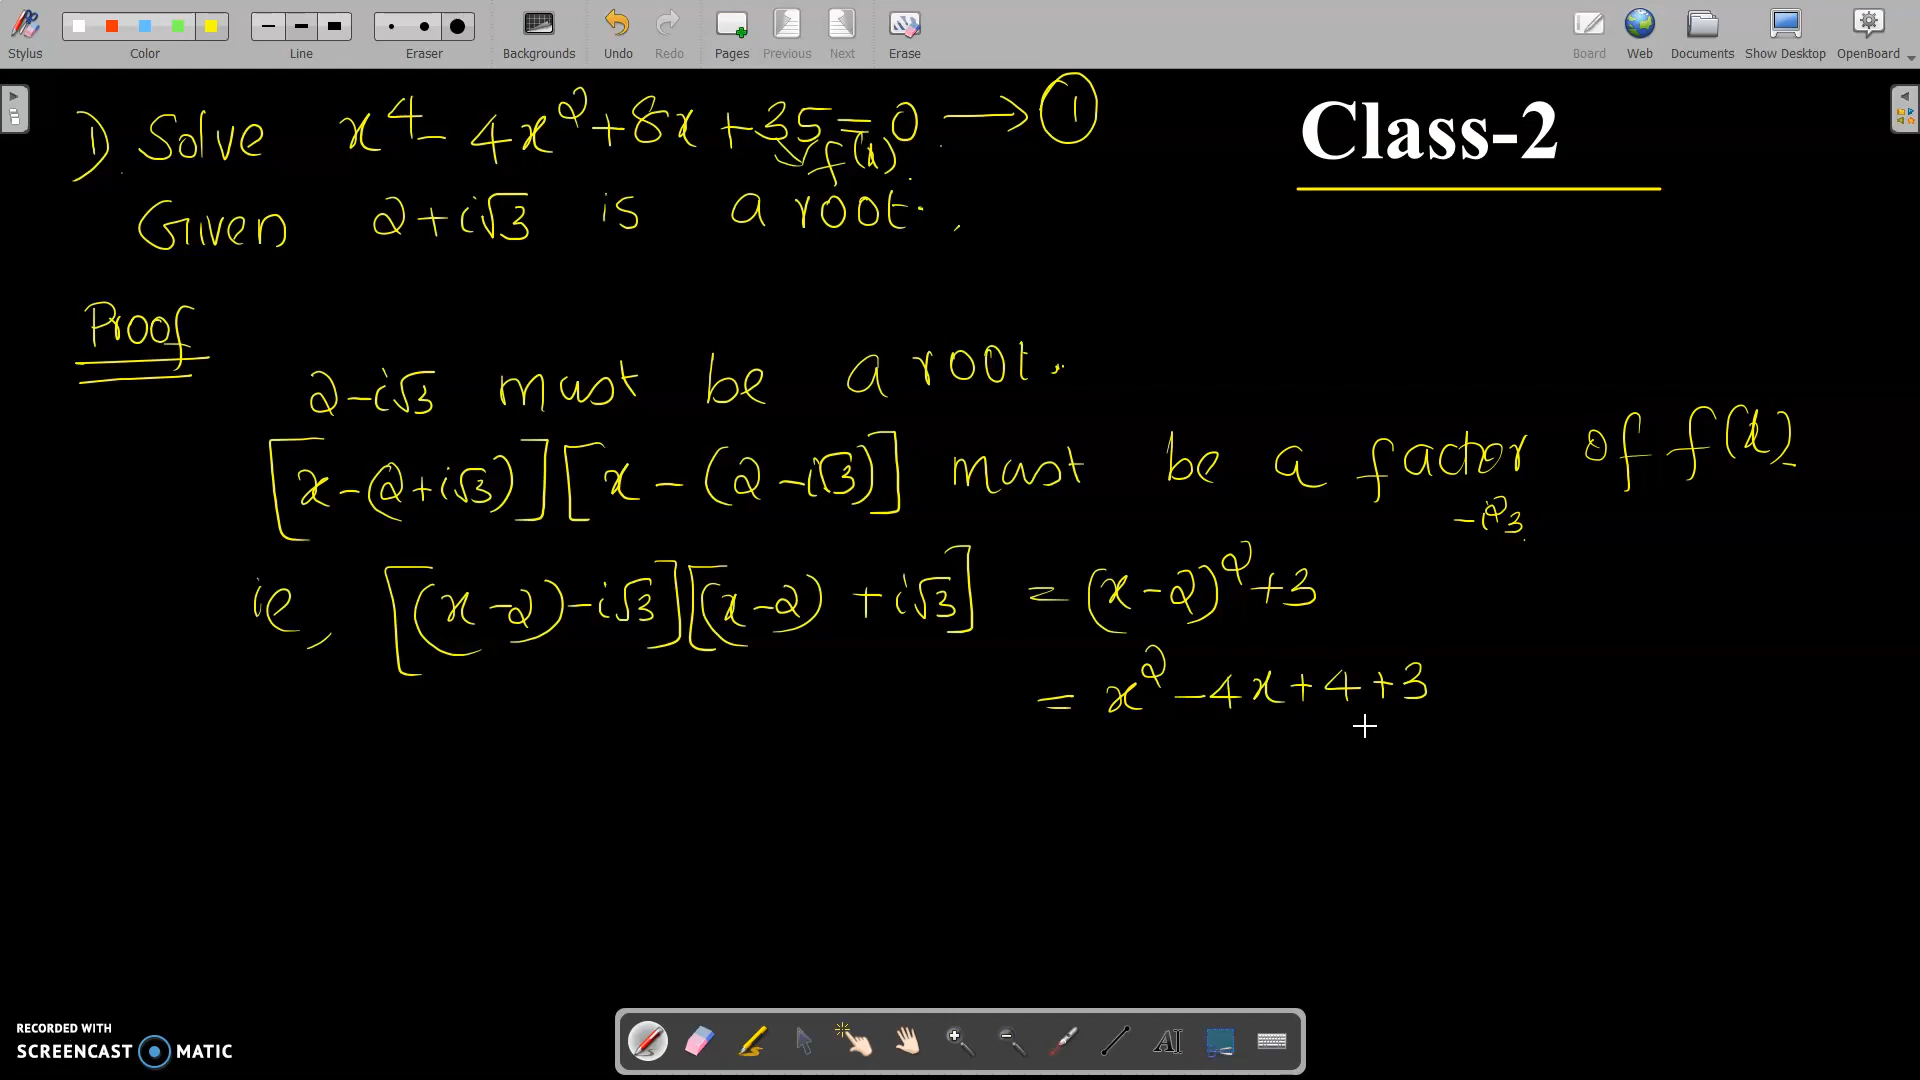 Stylus Color Line Eraser Backgrounds Undo Redo Pages Previous Next Erase Board Web Documents Show Desktop OpenBoard
Class-2
1). Solve x⁴ - 4x² + 8x + 35 = 0 → ①
f(x)
Given 2+i√3 is a root.
Proof
2-i√3 must be a root.
[x-(2+i√3)][x-(2-i√3)] must be a factor of f(x)
-i²3
ie, [(x-2)-i√3][(x-2)+i√3] = (x-2)²+3
= x²-4x+4+3
RECORDED WITH
SCREENCAST MATIC